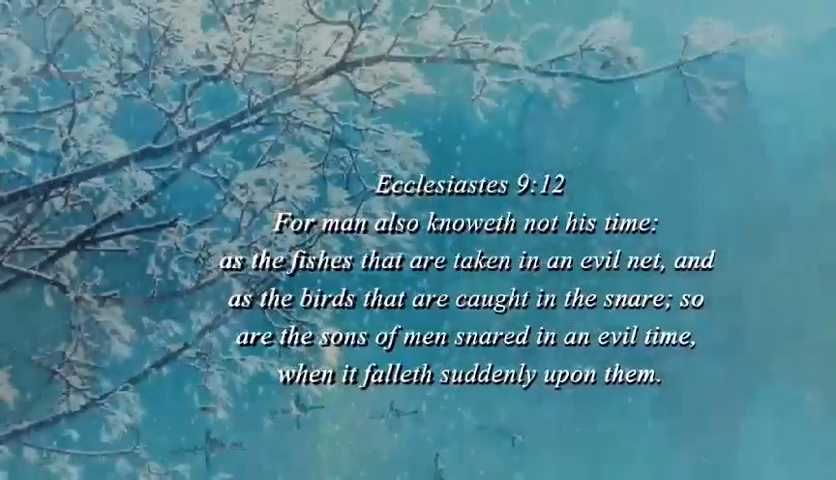 Ecclesiastes 9:12
For man also knoweth not his time:
as the fishes that are taken in an evil net, and
as the birds that are caught in the snare; so
are the sons of men snared in an evil time,
when it falleth suddenly upon them.